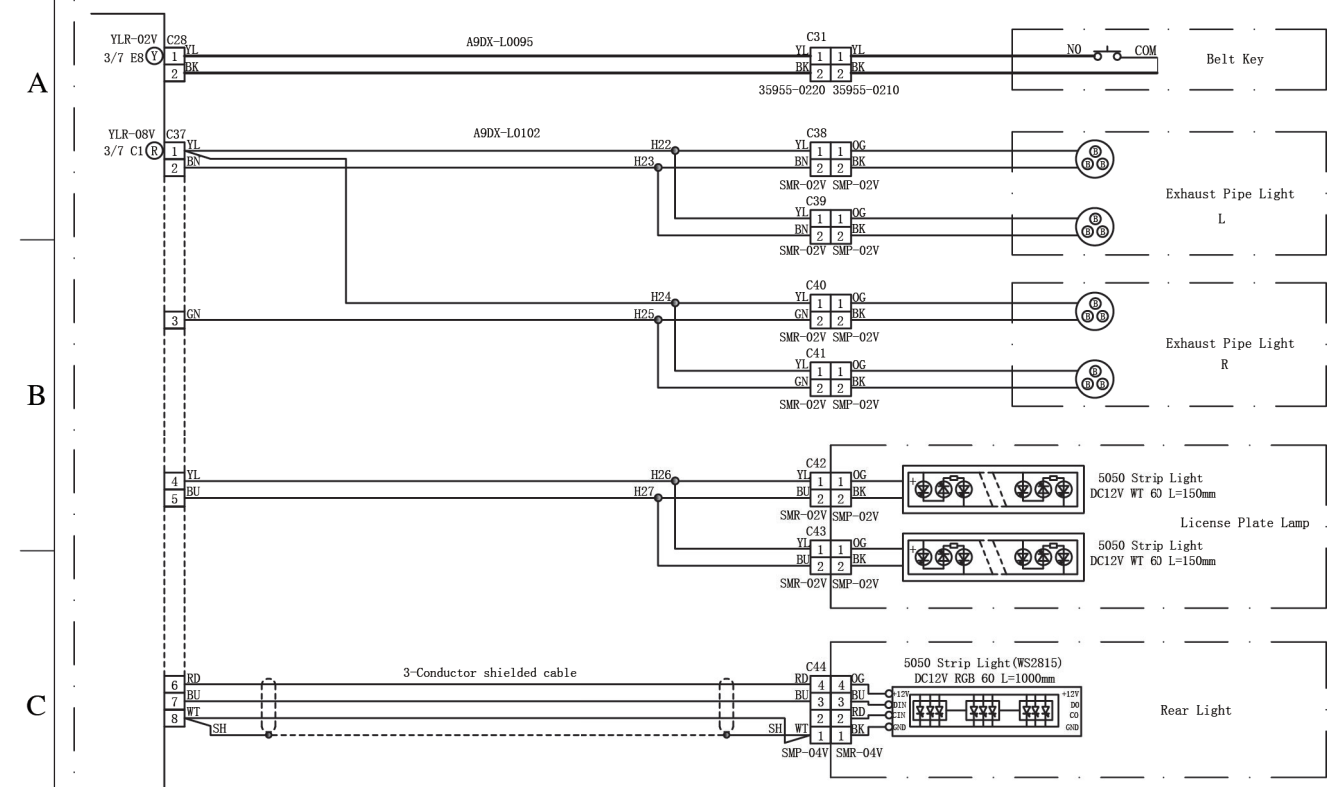 YLR-02V C28 A9DX-L0095 C31
3/7 E8 Y 1 YL YL 1 1 YL NO COM Belt Key
2 BK BK 2 2 BK
35955-0220 35955-0210
A
YLR-08V C37 A9DX-L0102 C38
3/7 C1 R 1 YL H22 YL 1 1 OG B
2 BN H23 BN 2 2 BK B B
SMR-02V SMP-02V
Exhaust Pipe Light
L
C39
YL 1 1 OG B
BN 2 2 BK B B
SMR-02V SMP-02V
C40
H24 YL 1 1 OG B
3 GN H25 GN 2 2 BK B B
SMR-02V SMP-02V
Exhaust Pipe Light
R
C41
YL 1 1 OG B
GN 2 2 BK B B
SMR-02V SMP-02V
B
C42
4 YL H26 YL 1 1 OG + 5050 Strip Light
5 BU H27 BU 2 2 BK DC12V WT 60 L=150mm
SMR-02V SMP-02V
License Plate Lamp
C43
YL 1 1 OG + 5050 Strip Light
BU 2 2 BK DC12V WT 60 L=150mm
SMR-02V SMP-02V
3-Conductor shielded cable C44 5050 Strip Light(WS2815)
DC12V RGB 60 L=1000mm
6 RD RD 4 4 OG +12V +12V
7 BU BU 3 3 BU DIN DO
8 WT 2 2 RD CIN CO
SH SH WT 1 1 BK GND GND
SMP-04V SMR-04V
Rear Light
C